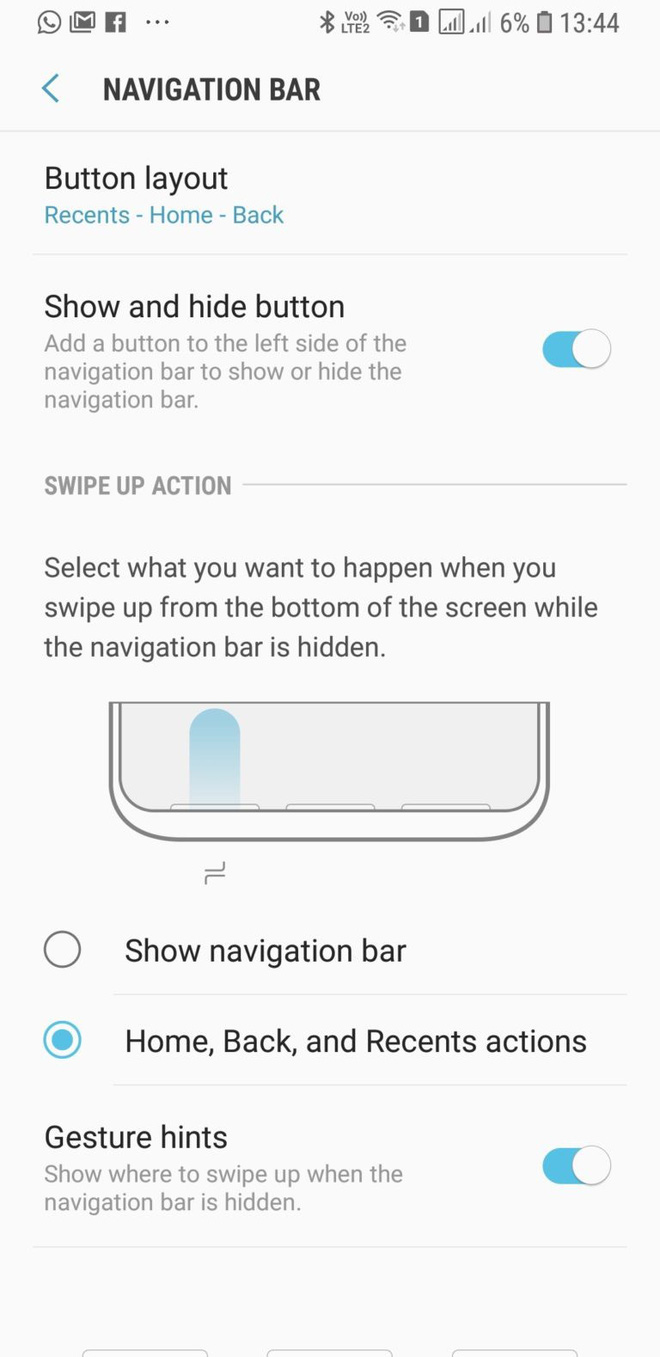 Vo))
LTE2
1
6%
13:44
NAVIGATION BAR
Button layout
Recents - Home - Back
Show and hide button
Add a button to the left side of the
navigation bar to show or hide the
navigation bar.
SWIPE UP ACTION
Select what you want to happen when you
swipe up from the bottom of the screen while
the navigation bar is hidden.
Show navigation bar
Home, Back, and Recents actions
Gesture hints
Show where to swipe up when the
navigation bar is hidden.